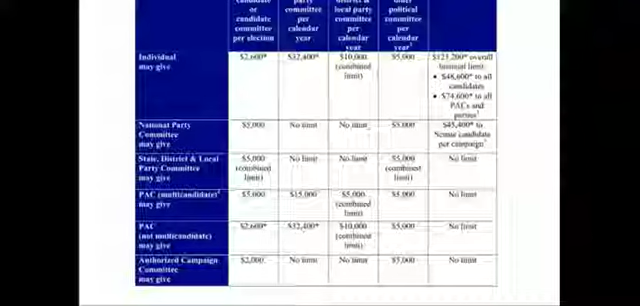 candidate
or
candidate
committee
per election
party
committee
per
calendar
year
district &
local party
committee
per
calendar
year
other
political
committee
per
calendar
year¹
Individual
may give
$2,600*
$32,400*
$10,000
(combined
limit)
$5,000
$123,200* overall
biennial limit:
• $48,600* to all
candidates
• $74,600* to all
PACs and
parties
National Party
Committee
may give
$5,000
No limit
No limit
$5,000
$45,400* to
Senate candidate
per campaign
State, District & Local
Party Committee
may give
$5,000
(combined
limit)
No limit
No limit
$5,000
(combined
limit)
No limit
PAC (multicandidate)
may give
$5,000
$15,000
$5,000
(combined
limit)
$5,000
No limit
PAC
(not multicandidate)
may give
$2,600*
$32,400*
$10,000
(combined
limit)
$5,000
No limit
Authorized Campaign
Committee
may give
$2,000
No limit
No limit
$5,000
No limit